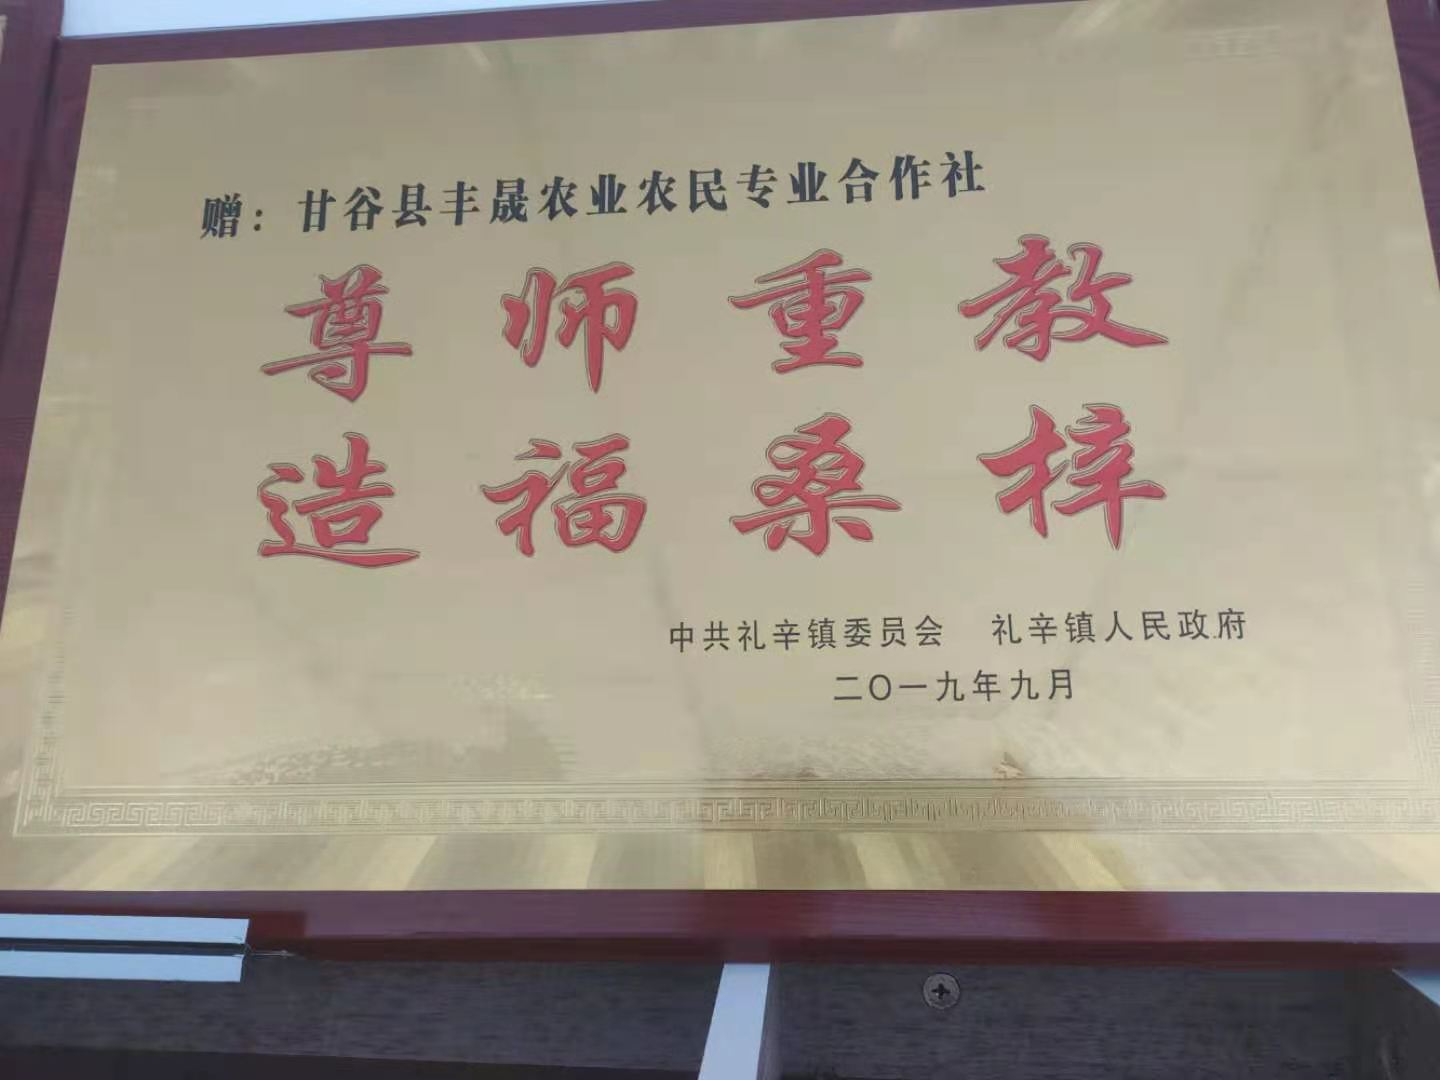 赠：甘谷县丰晟农业农民专业合作社
尊师重教
造福桑梓
中共礼辛镇委员会 礼辛镇人民政府
二〇一九年九月